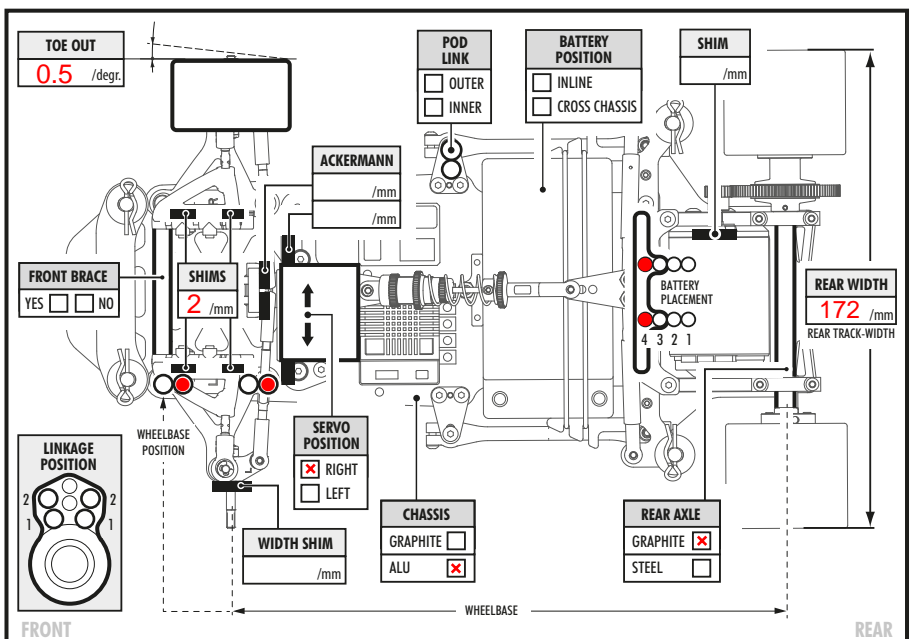 TOE OUT
0.5 /degr.
POD
LINK
OUTER
INNER
BATTERY
POSITION
INLINE
CROSS CHASSIS
SHIM
/mm
ACKERMANN
/mm
/mm
FRONT BRACE
YES NO
SHIMS
2 /mm
BATTERY
PLACEMENT
4 3 2 1
REAR WIDTH
172 /mm
REAR TRACK-WIDTH
WHEELBASE
POSITION
SERVO
POSITION
RIGHT
LEFT
LINKAGE
POSITION
2 2
1 1
WIDTH SHIM
/mm
CHASSIS
GRAPHITE
ALU
REAR AXLE
GRAPHITE
STEEL
WHEELBASE
FRONT
REAR